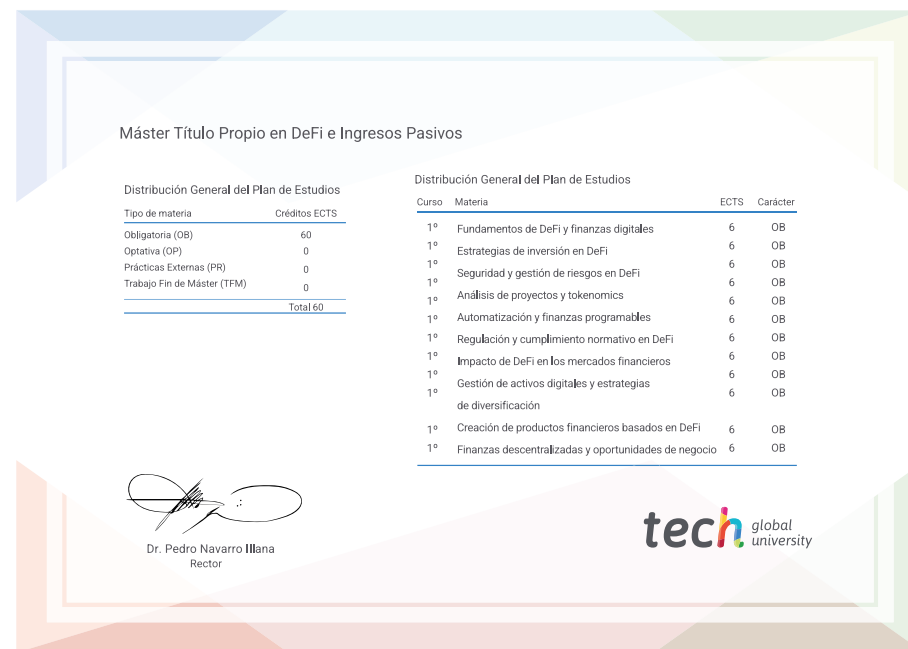 Máster Título Propio en DeFi e Ingresos Pasivos
Distribución General del Plan de Estudios
Tipo de materia Créditos ECTS
Obligatoria (OB) 60
Optativa (OP) 0
Prácticas Externas (PR) 0
Trabajo Fin de Máster (TFM) 0
Total 60
Distribución General del Plan de Estudios
Curso Materia ECTS Carácter
1º Fundamentos de DeFi y finanzas digitales 6 OB
1º Estrategias de inversión en DeFi 6 OB
1º Seguridad y gestión de riesgos en DeFi 6 OB
1º Análisis de proyectos y tokenomics 6 OB
1º Automatización y finanzas programables 6 OB
1º 6 OB
1º Regulación y cumplimiento normativo en DeFi 6 OB
1º Impacto de DeFi en los mercados financieros 6 OB
1º Gestión de activos digitales y estrategias 6 OB
1º 6 OB
de diversificación
1º Creación de productos financieros basados en DeFi 6 OB
1º Finanzas descentralizadas y oportunidades de negocio 6 OB
Dr. Pedro Navarro Illana
Rector
tech global
university